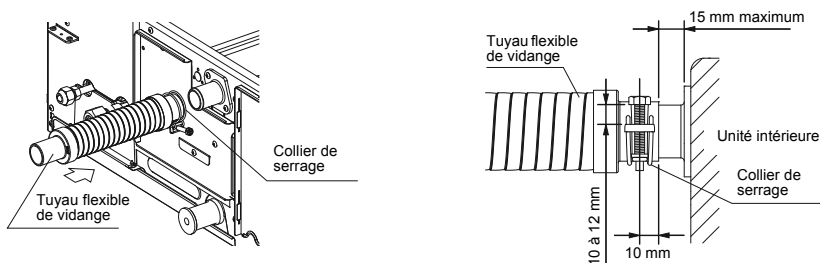 Collier de
serrage
Tuyau flexible
de vidange
15 mm maximum
Tuyau flexible
de vidange
Unité intérieure
Collier de
serrage
10 à 12 mm
10 mm